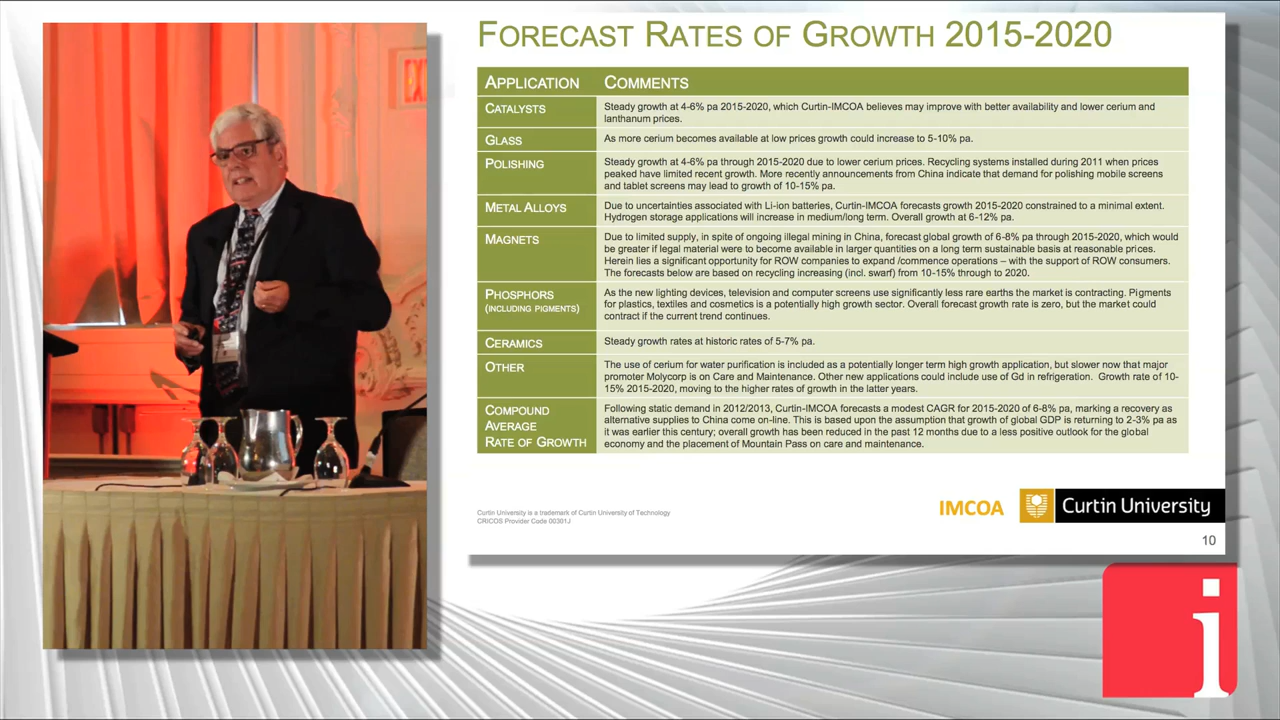 FORECAST RATES OF GROWTH 2015-2020
APPLICATION COMMENTS
CATALYSTS
Steady growth at 4-6% pa 2015-2020, which Curtin-IMCOA believes may improve with better availability and lower cerium and
lanthanum prices.
GLASS
As more cerium becomes available at low prices growth could increase to 5-10% pa.
POLISHING
Steady growth at 4-6% pa through 2015-2020 due to lower cerium prices. Recycling systems installed during 2011 when prices
peaked have limited recent growth. More recently announcements from China indicate that demand for polishing mobile screens
and tablet screens may lead to growth of 10-15% pa.
METAL ALLOYS
Due to uncertainties associated with Li-ion batteries, Curtin-IMCOA forecasts growth 2015-2020 constrained to a minimal extent.
Hydrogen storage applications will increase in medium/long term. Overall growth at 6-12% pa.
MAGNETS
Due to limited supply, in spite of ongoing illegal mining in China, forecast global growth of 6-8% pa through 2015-2020, which would
be greater if legal material were to become available in larger quantities on a long term sustainable basis at reasonable prices.
Herein lies a significant opportunity for ROW companies to expand /commence operations – with the support of ROW consumers.
The forecasts below are based on recycling increasing (incl. swarf) from 10-15% through to 2020.
PHOSPHORS
(INCLUDING PIGMENTS)
As the new lighting devices, television and computer screens use significantly less rare earths the market is contracting. Pigments
for plastics, textiles and cosmetics is a potentially high growth sector. Overall forecast growth rate is zero, but the market could
contract if the current trend continues.
CERAMICS
Steady growth rates at historic rates of 5-7% pa.
OTHER
The use of cerium for water purification is included as a potentially longer term high growth application, but slower now that major
promoter Molycorp is on Care and Maintenance. Other new applications could include use of Gd in refrigeration. Growth rate of 10-
15% 2015-2020, moving to the higher rates of growth in the latter years.
COMPOUND
AVERAGE
RATE OF GROWTH
Following static demand in 2012/2013, Curtin-IMCOA forecasts a modest CAGR for 2015-2020 of 6-8% pa, marking a recovery as
alternative supplies to China come on-line. This is based upon the assumption that growth of global GDP is returning to 2-3% pa as
it was earlier this century; overall growth has been reduced in the past 12 months due to a less positive outlook for the global
economy and the placement of Mountain Pass on care and maintenance.
Curtin University is a trademark of Curtin University of Technology
CRICOS Provider Code 00301J
IMCOA
Curtin University
10
i